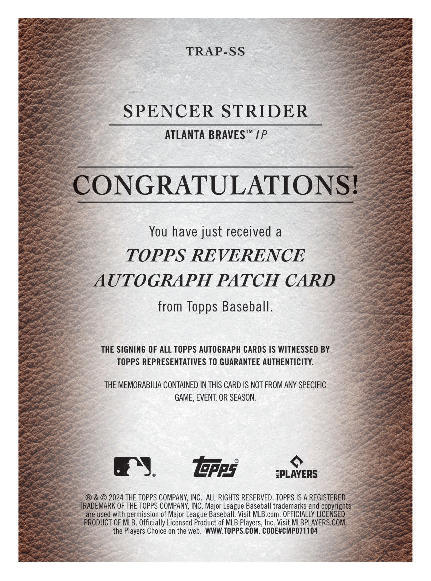 TRAP-SS
SPENCER STRIDER
ATLANTA BRAVES™ / P
CONGRATULATIONS!
You have just received a
TOPPS REVERENCE
AUTOGRAPH PATCH CARD
from Topps Baseball.
THE SIGNING OF ALL TOPPS AUTOGRAPH CARDS IS WITNESSED BY
TOPPS REPRESENTATIVES TO GUARANTEE AUTHENTICITY.
THE MEMORABILIA CONTAINED IN THIS CARD IS NOT FROM ANY SPECIFIC
GAME, EVENT, OR SEASON.
Topps® MLB PLAYERS
® & © 2024 THE TOPPS COMPANY, INC. ALL RIGHTS RESERVED. TOPPS IS A REGISTERED
TRADEMARK OF THE TOPPS COMPANY, INC. Major League Baseball trademarks and copyrights
are used with permission of Major League Baseball. Visit MLB.com. OFFICIALLY LICENSED
PRODUCT OF MLB. Officially Licensed Product of MLB Players, Inc. Visit MLBPLAYERS.COM,
the Players Choice on the web. WWW.TOPPS.COM. CODE#CMP071104